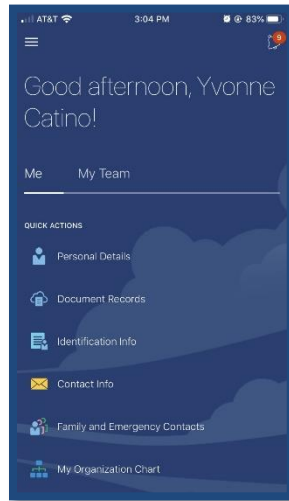 AT&T 3:04 PM 83%
9
Good afternoon, Yvonne
Catino!
Me My Team
QUICK ACTIONS
Personal Details
Document Records
Identification Info
Contact Info
Family and Emergency Contacts
My Organization Chart